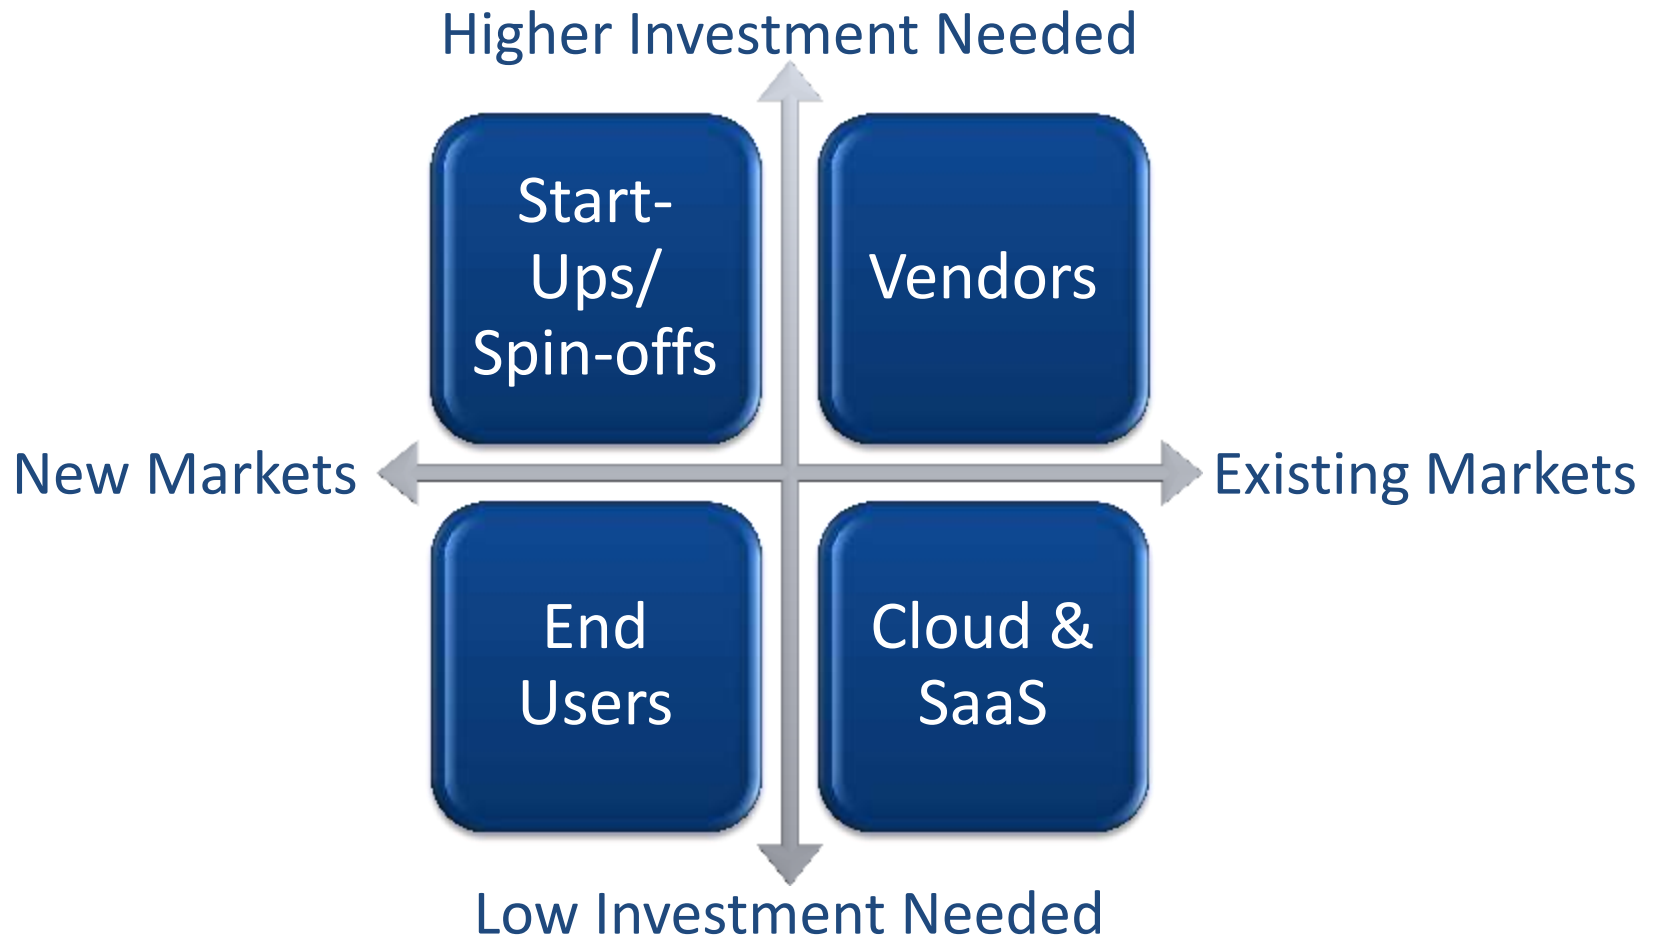 Higher Investment Needed
Start-
Ups/
Spin-offs
Vendors
New Markets
Existing Markets
End
Users
Cloud &
SaaS
Low Investment Needed